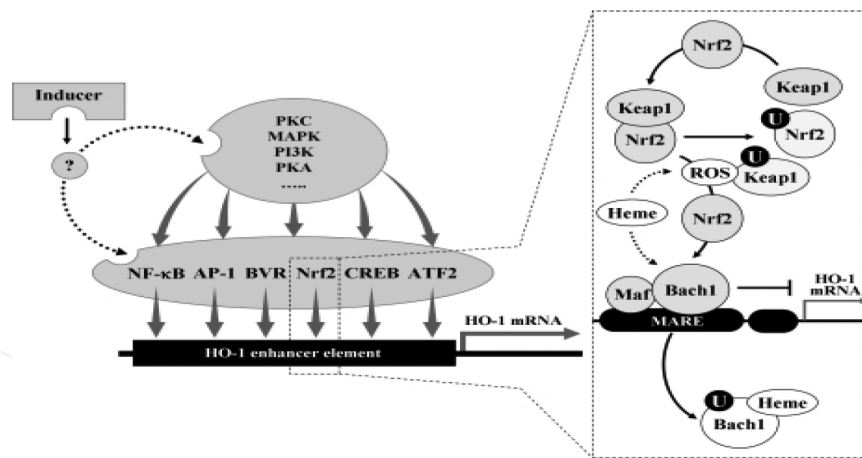 Inducer
?
PKC
MAPK
PI3K
PKA
.....
NF-κB AP-1 BVR Nrf2 CREB ATF2
HO-1 mRNA
HO-1 enhancer element
Nrf2
Keap1
Keap1
Nrf2
U
Nrf2
U
ROS
Keap1
Heme
Nrf2
Maf
Bach1
HO-1
mRNA
MARE
U
Heme
Bach1